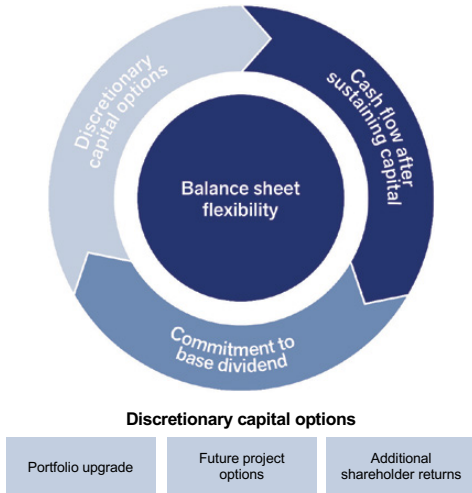 Discretionary
capital options
Cash flow after
sustaining capital
Balance sheet
flexibility
Commitment to
base dividend
Discretionary capital options
Portfolio upgrade
Future project
options
Additional
shareholder returns